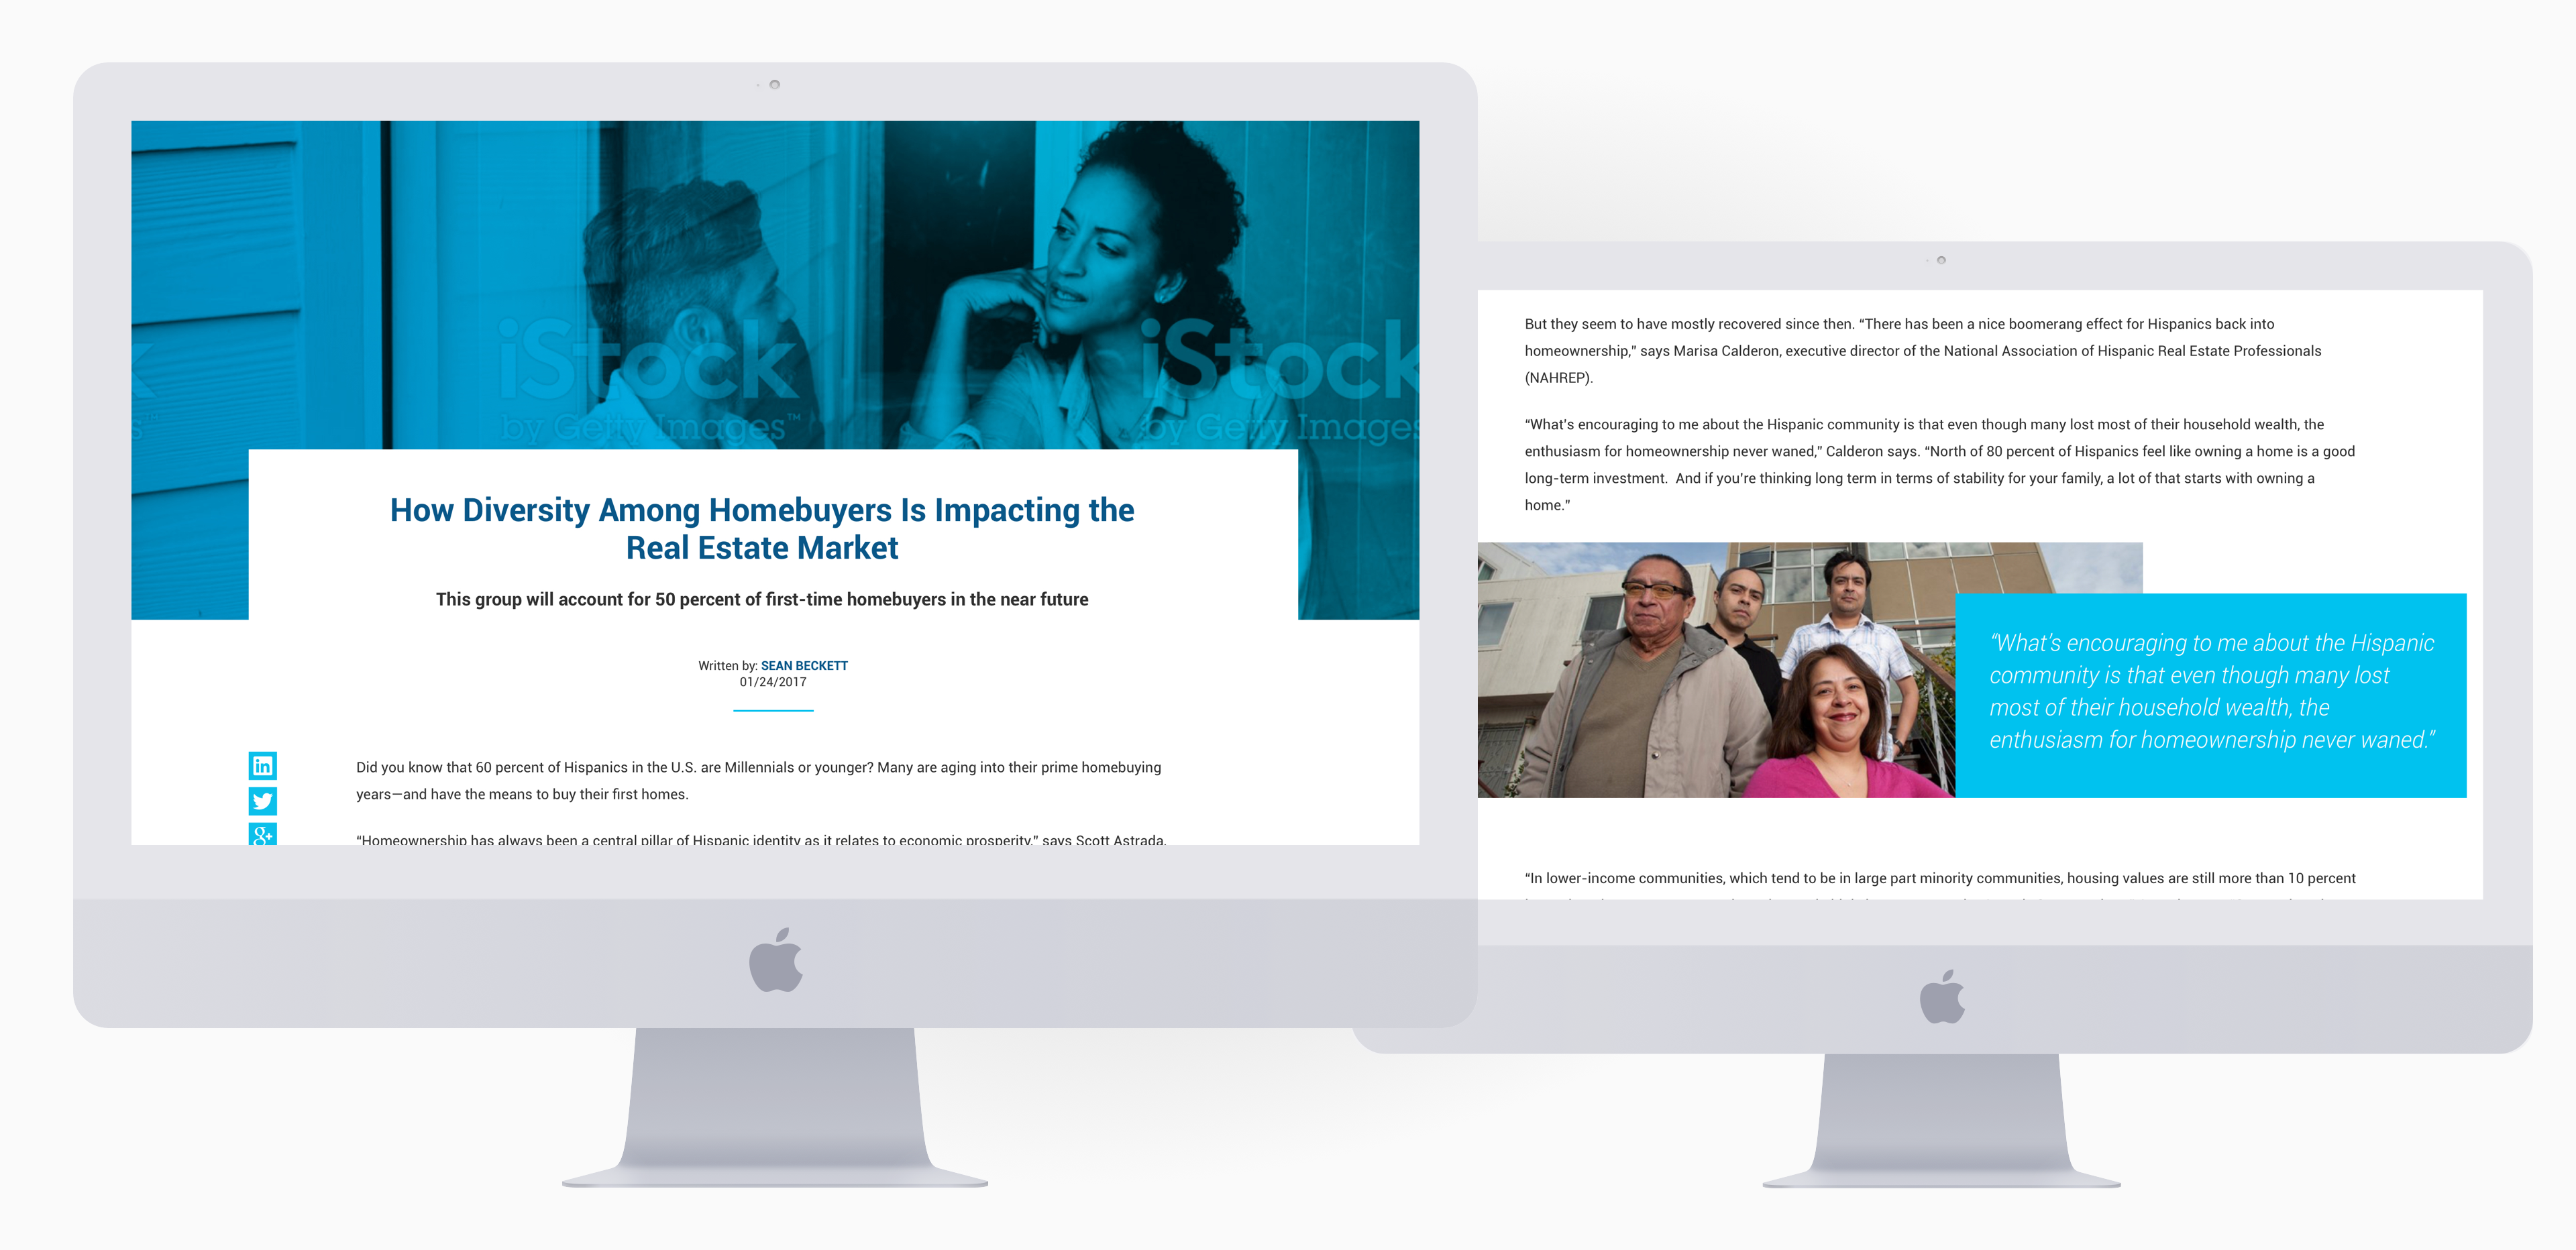 iStock
by Getty Images™
iStock
by Getty Images
How Diversity Among Homebuyers Is Impacting the
Real Estate Market
This group will account for 50 percent of first-time homebuyers in the near future
Written by: SEAN BECKETT
01/24/2017
in
g+
Did you know that 60 percent of Hispanics in the U.S. are Millennials or younger? Many are aging into their prime homebuying
years—and have the means to buy their first homes.
“Homeownership has always been a central pillar of Hispanic identity as it relates to economic prosperity,” says Scott Astrada,
But they seem to have mostly recovered since then. “There has been a nice boomerang effect for Hispanics back into
homeownership,” says Marisa Calderon, executive director of the National Association of Hispanic Real Estate Professionals
(NAHREP).
“What’s encouraging to me about the Hispanic community is that even though many lost most of their household wealth, the
enthusiasm for homeownership never waned,” Calderon says. “North of 80 percent of Hispanics feel like owning a home is a good
long-term investment.  And if you’re thinking long term in terms of stability for your family, a lot of that starts with owning a
home.”
“What’s encouraging to me about the Hispanic
community is that even though many lost
most of their household wealth, the
enthusiasm for homeownership never waned.”
“In lower-income communities, which tend to be in large part minority communities, housing values are still more than 10 percent